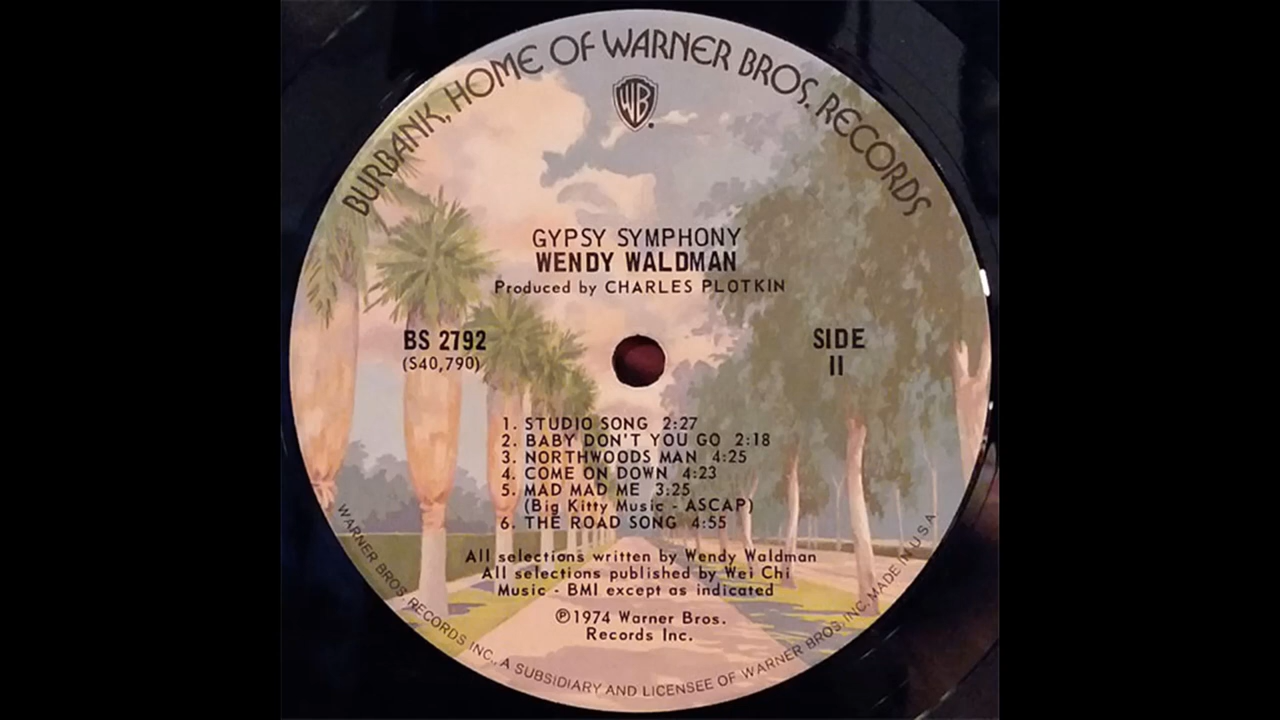 BURBANK, HOME OF WARNER BROS. RECORDS
WB
GYPSY SYMPHONY
WENDY WALDMAN
Produced by CHARLES PLOTKIN
BS 2792
(S40,790)
SIDE
II
1. STUDIO SONG 2:27
2. BABY DON'T YOU GO 2:18
3. NORTHWOODS MAN 4:25
4. COME ON DOWN 4:23
5. MAD MAD ME 3:25
(Big Kitty Music - ASCAP)
6. THE ROAD SONG 4:55
All selections written by Wendy Waldman
All selections published by Wei Chi
Music - BMI except as indicated
℗1974 Warner Bros.
Records Inc.
WARNER BROS. RECORDS INC., A SUBSIDIARY AND LICENSEE OF WARNER BROS. INC. MADE IN U.S.A.